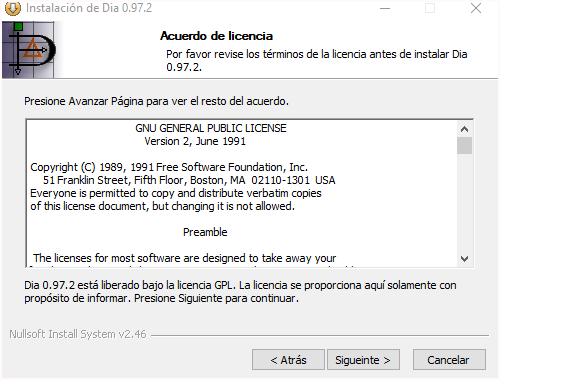 Instalación de Dia 0.97.2
Acuerdo de licencia
Por favor revise los términos de la licencia antes de instalar Dia
0.97.2.
Presione Avanzar Página para ver el resto del acuerdo.
GNU GENERAL PUBLIC LICENSE
Version 2, June 1991
Copyright (C) 1989, 1991 Free Software Foundation, Inc.
51 Franklin Street, Fifth Floor, Boston, MA  02110-1301  USA
Everyone is permitted to copy and distribute verbatim copies
of this license document, but changing it is not allowed.
Preamble
The licenses for most software are designed to take away your
Dia 0.97.2 está liberado bajo la licencia GPL. La licencia se proporciona aquí solamente con
propósito de informar. Presione Siguiente para continuar.
Nullsoft Install System v2.46
< Atrás
Sigueinte >
Cancelar